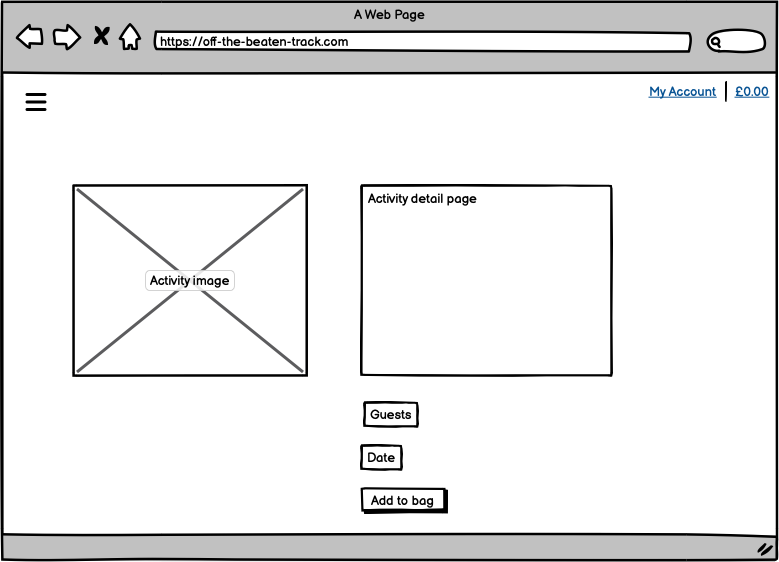 A Web Page
https://off-the-beaten-track.com
My Account
£0.00
Activity detail page
Activity image
Guests
Date
Add to bag